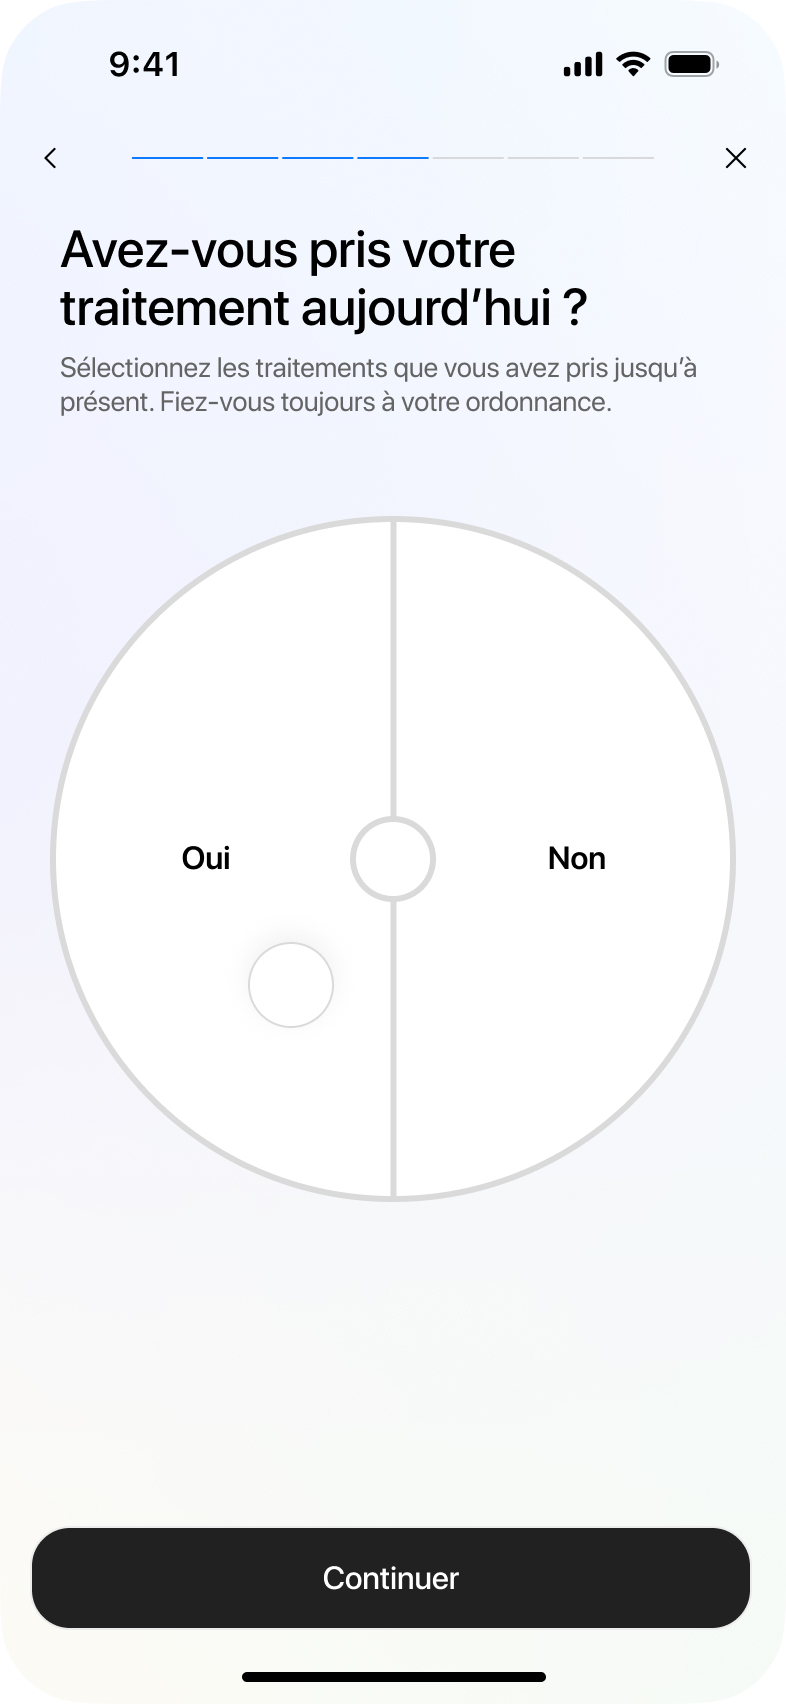 9:41
Avez-vous pris votre
traitement aujourd’hui ?
Sélectionnez les traitements que vous avez pris jusqu’à
présent. Fiez-vous toujours à votre ordonnance.
Oui
Non
Continuer